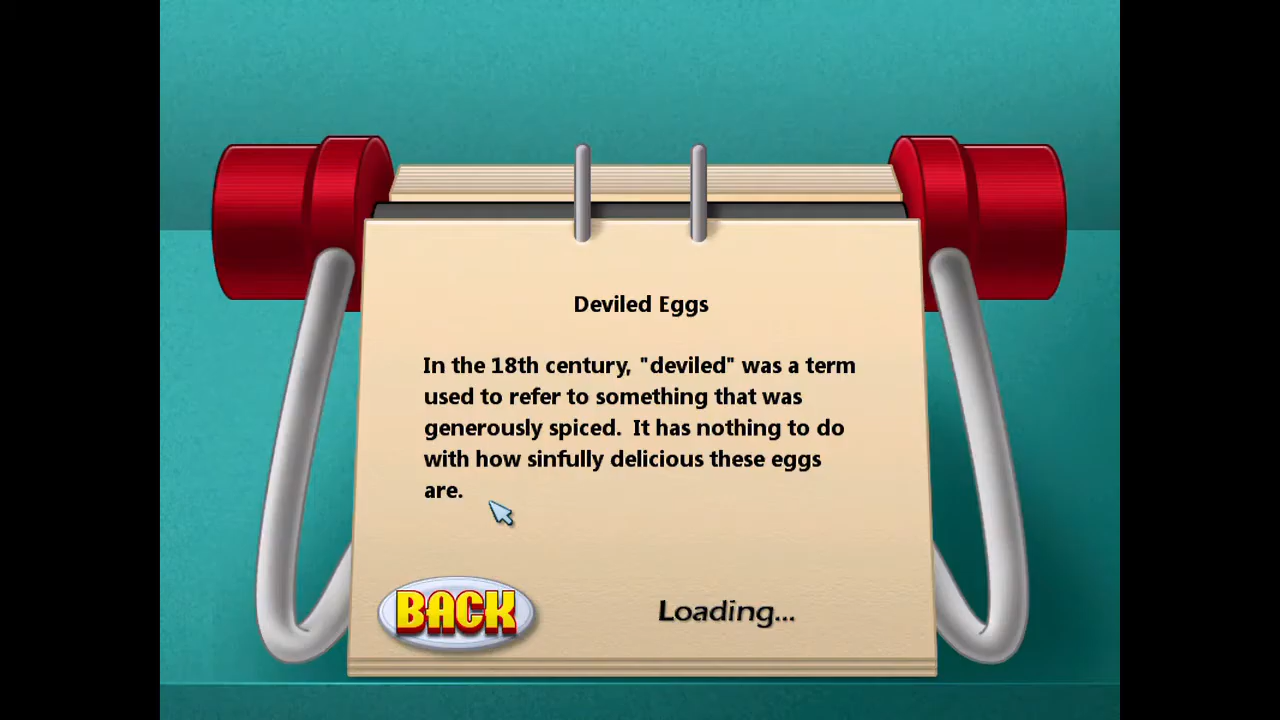 Deviled Eggs
In the 18th century, "deviled" was a term
used to refer to something that was
generously spiced.  It has nothing to do
with how sinfully delicious these eggs
are.
BACK
Loading...